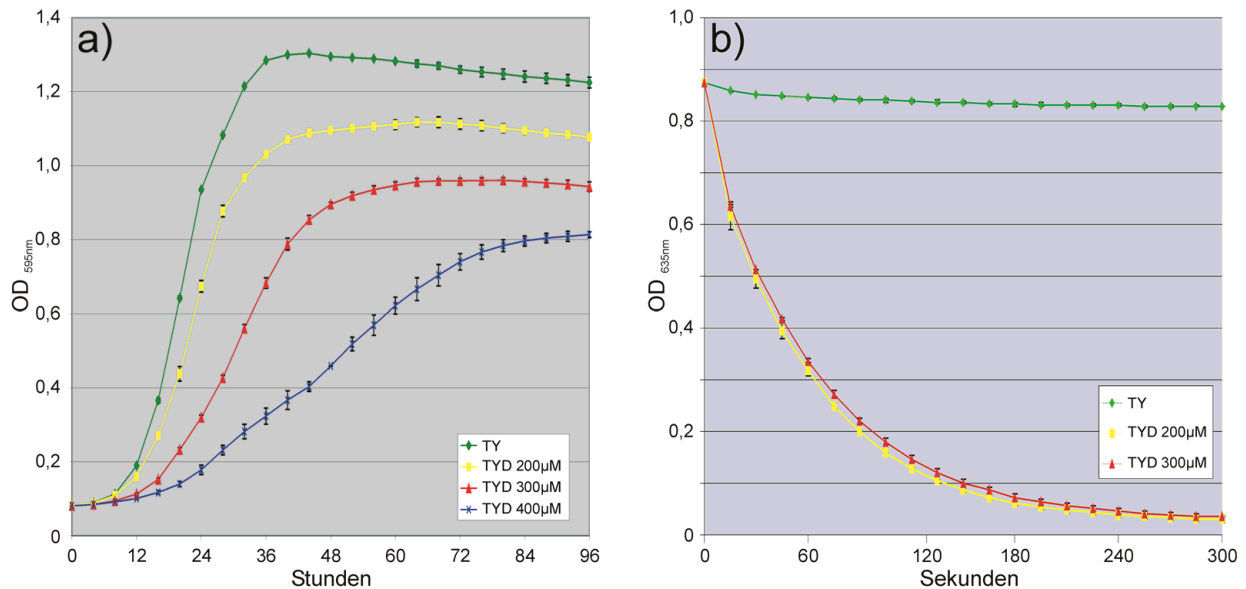 a)
1,4
1,2
1,0
0,8
0,6
0,4
0,2
0
OD 595nm
0 12 24 36 48 60 72 84 96
Stunden
TY
TYD 200µM
TYD 300µM
TYD 400µM
b)
1,0
0,8
0,6
0,4
0,2
0,0
OD 635nm
0 60 120 180 240 300
Sekunden
TY
TYD 200µM
TYD 300µM